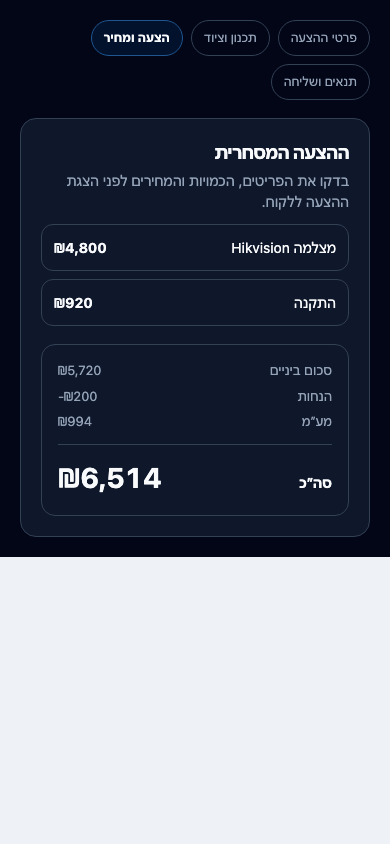 פרטי ההצעה
תכנון וציוד
הצעה ומחיר
תנאים ושליחה
ההצעה המסחרית
בדקו את הפריטים, הכמויות והמחירים לפני הצגת
ההצעה ללקוח.
מצלמה Hikvision ₪4,800
התקנה ₪920
סכום ביניים ₪5,720
הנחות -₪200
מע״מ ₪994
סה״כ ₪6,514